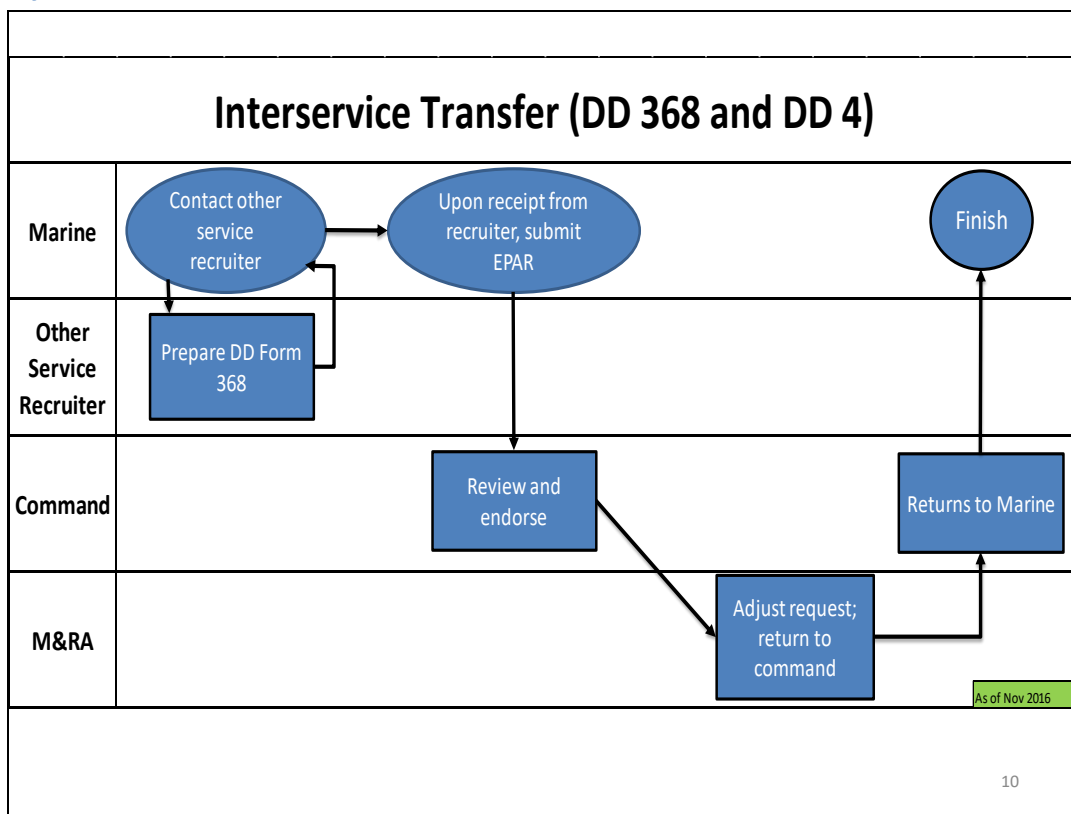 Interservice Transfer (DD 368 and DD 4)
Marine
Contact other
service
recruiter
Upon receipt from
recruiter, submit
EPAR
Finish
Other
Service
Recruiter
Prepare DD Form
368
Command
Review and
endorse
Returns to Marine
M&RA
Adjust request;
return to
command
As of Nov 2016
10